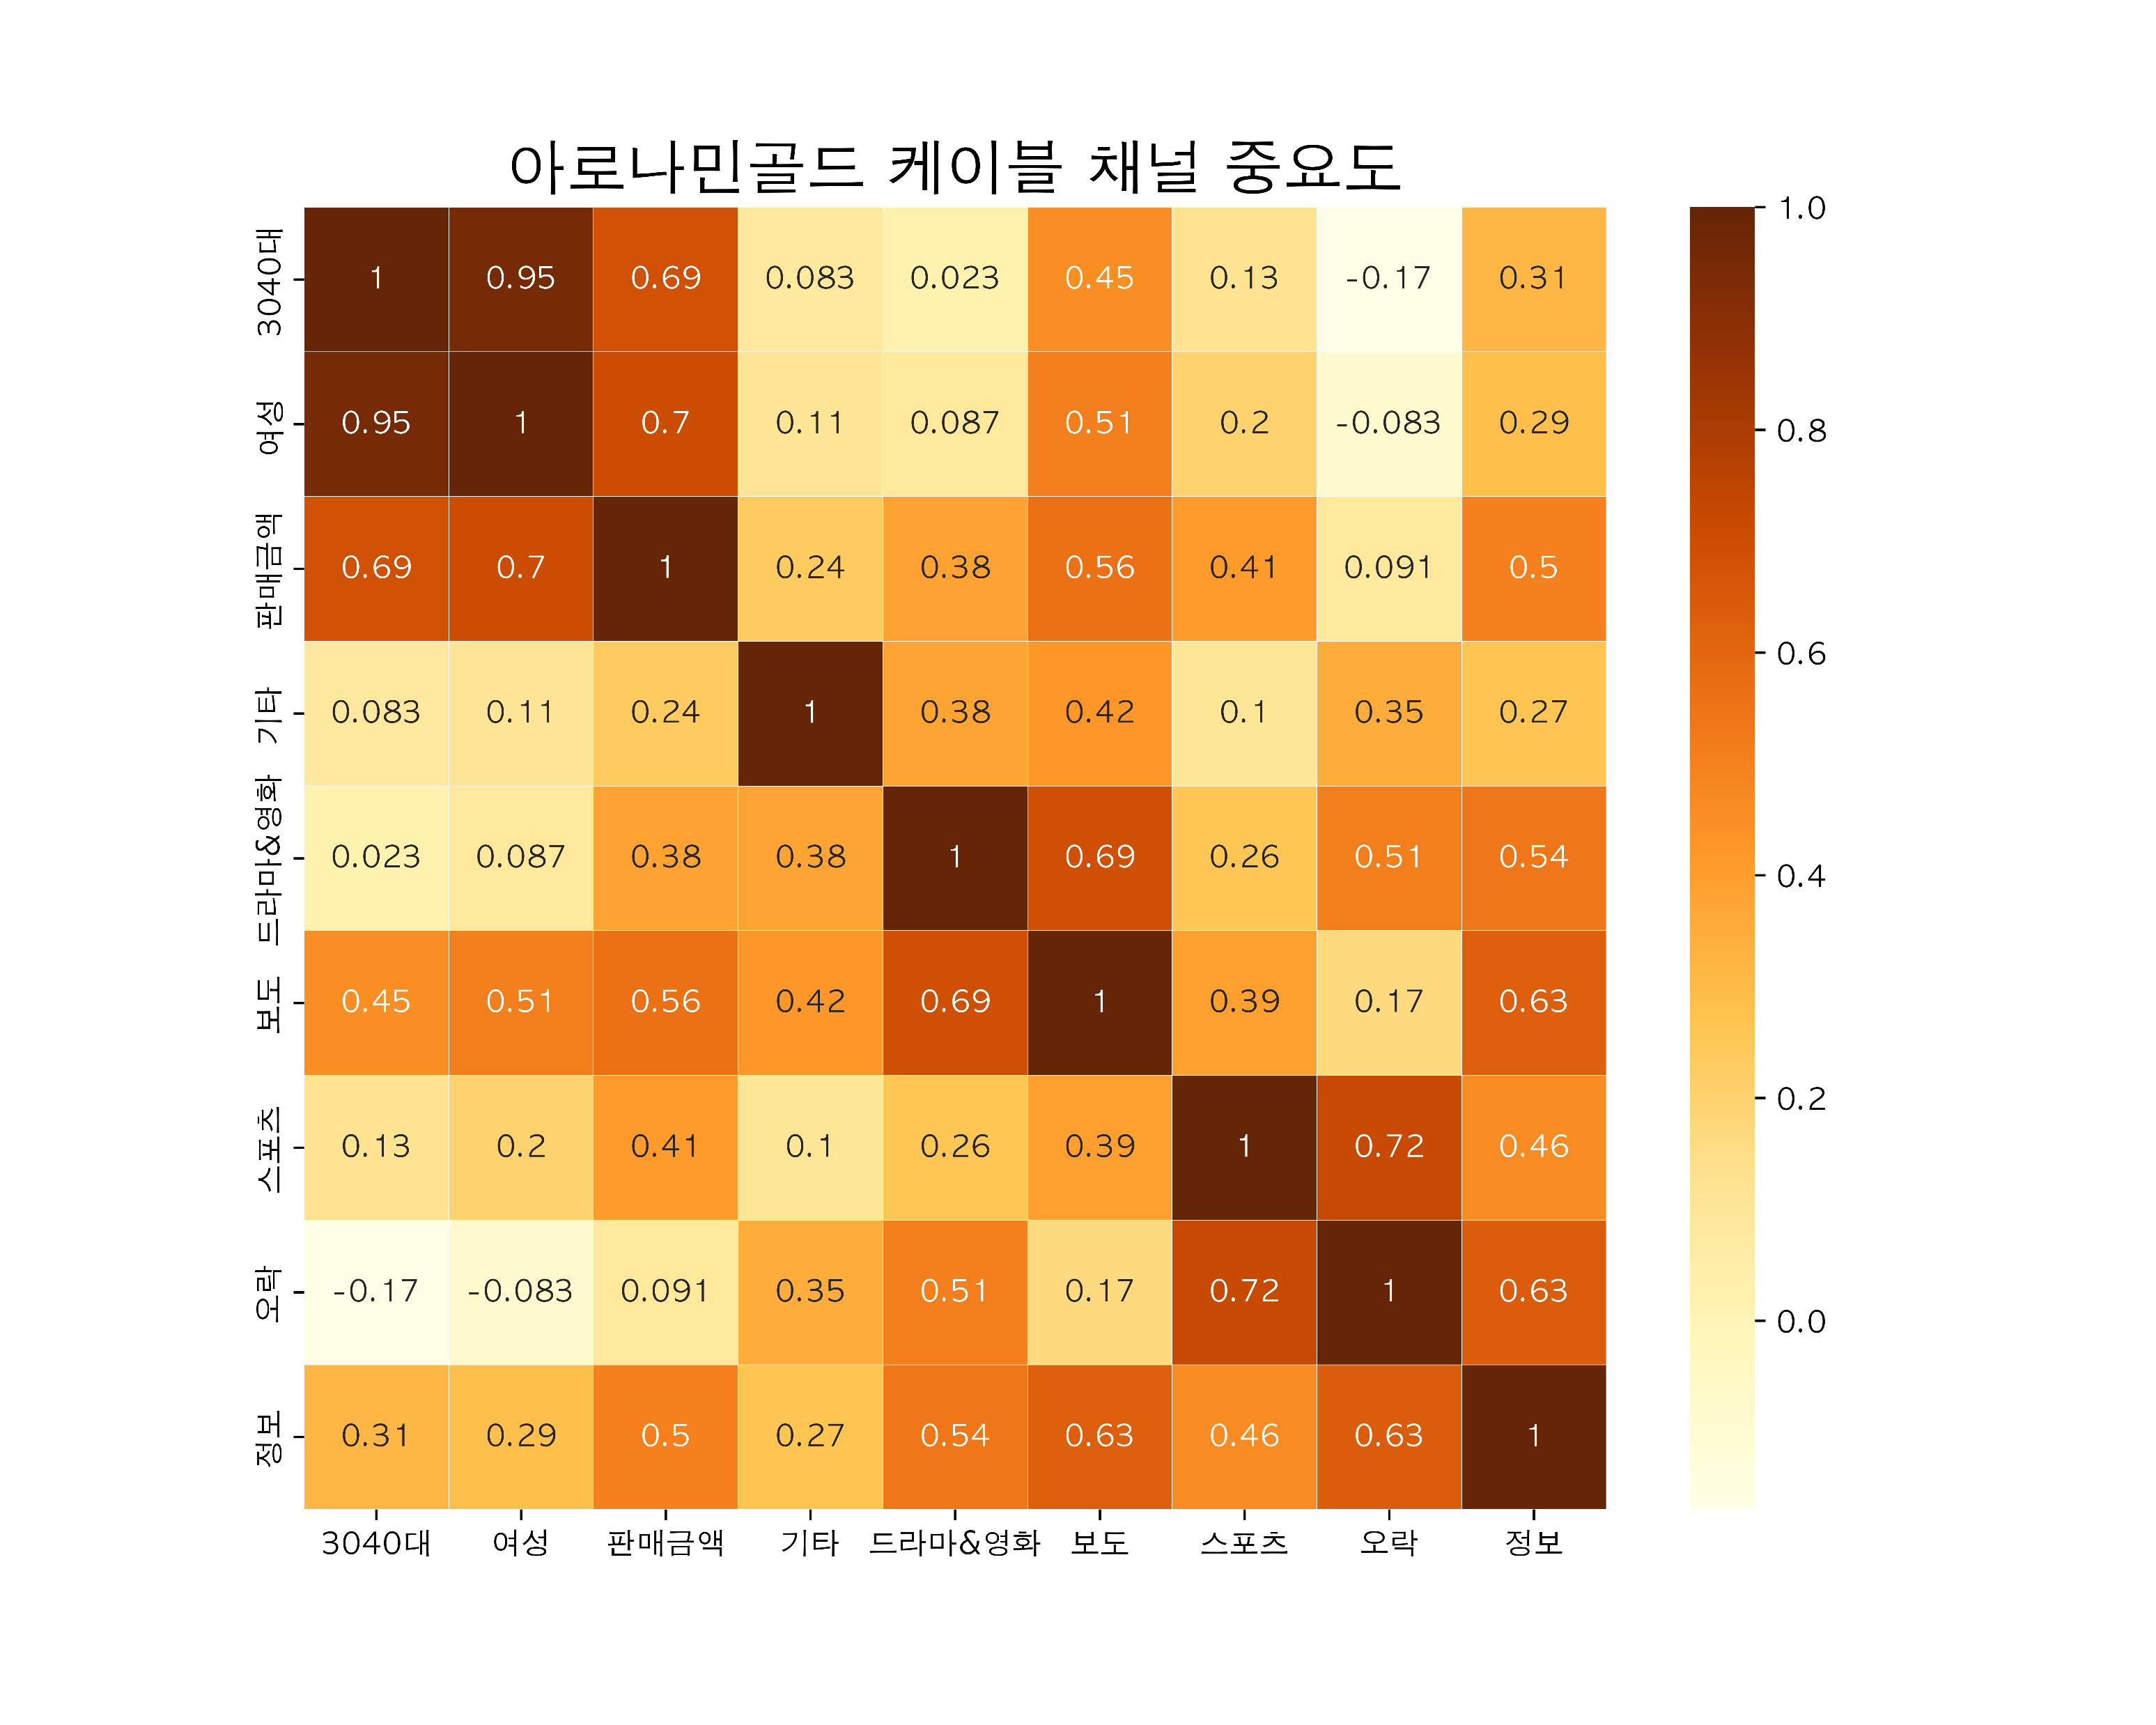 아로나민골드 케이블 채널 중요도
3040대 1 0.95 0.69 0.083 0.023 0.45 0.13 -0.17 0.31
여성 0.95 1 0.7 0.11 0.087 0.51 0.2 -0.083 0.29
판매금액 0.69 0.7 1 0.24 0.38 0.56 0.41 0.091 0.5
기타 0.083 0.11 0.24 1 0.38 0.42 0.1 0.35 0.27
드라마&영화 0.023 0.087 0.38 0.38 1 0.69 0.26 0.51 0.54
보도 0.45 0.51 0.56 0.42 0.69 1 0.39 0.17 0.63
스포츠 0.13 0.2 0.41 0.1 0.26 0.39 1 0.72 0.46
오락 -0.17 -0.083 0.091 0.35 0.51 0.17 0.72 1 0.63
정보 0.31 0.29 0.5 0.27 0.54 0.63 0.46 0.63 1
3040대 여성 판매금액 기타 드라마&영화 보도 스포츠 오락 정보
1.0
0.8
0.6
0.4
0.2
0.0